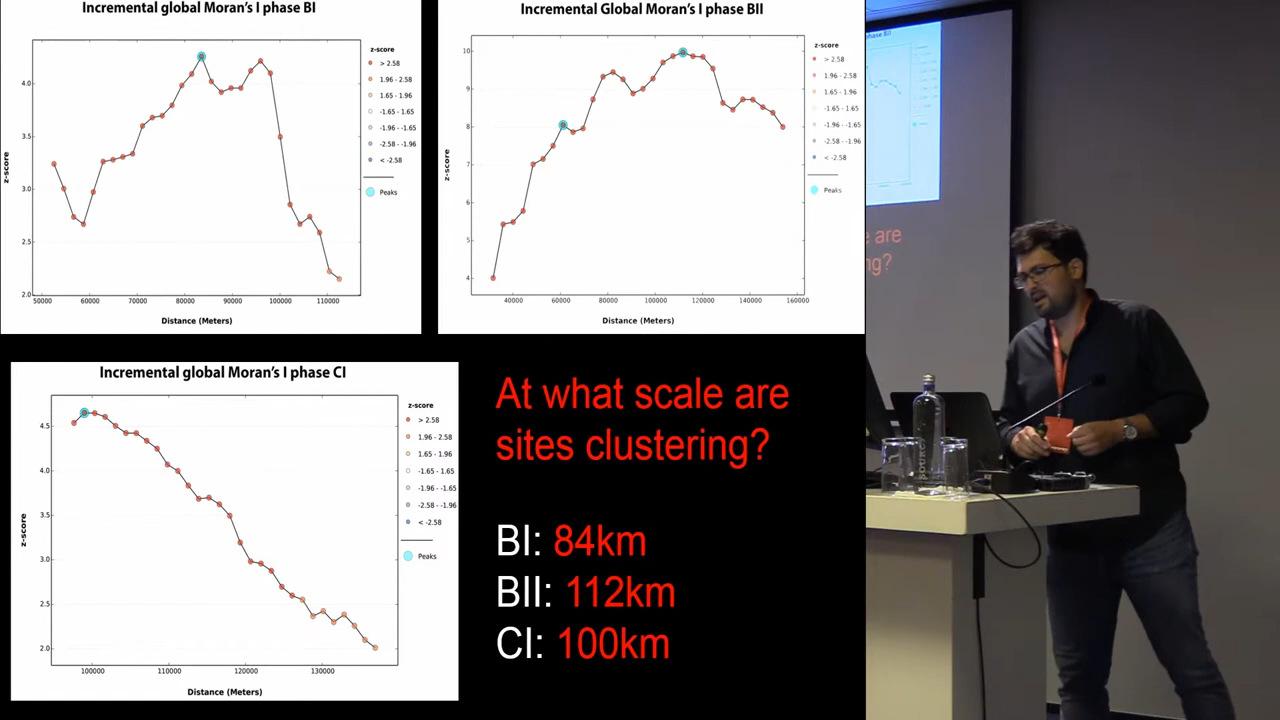 Incremental global Moran's I phase BI
z-score
> 2.58
1.96 - 2.58
1.65 - 1.96
-1.65 - 1.65
-1.96 - -1.65
-2.58 - -1.96
< -2.58
Peaks
4.0
3.5
3.0
2.5
2.0
z-score
50000 60000 70000 80000 90000 100000 110000
Distance (Meters)
Incremental Global Moran's I phase BII
z-score
> 2.58
1.96 - 2.58
1.65 - 1.96
-1.65 - 1.65
-1.96 - -1.65
-2.58 - -1.96
< -2.58
Peaks
10
9
8
7
6
5
4
z-score
40000 60000 80000 100000 120000 140000 160000
Distance (Meters)
Incremental global Moran's I phase CI
z-score
> 2.58
1.96 - 2.58
1.65 - 1.96
-1.65 - 1.65
-1.96 - -1.65
-2.58 - -1.96
< -2.58
Peaks
4.5
4.0
3.5
3.0
2.5
2.0
z-score
100000 110000 120000 130000
Distance (Meters)
At what scale are
sites clustering?
BI: 84km
BII: 112km
CI: 100km
phase BII
are